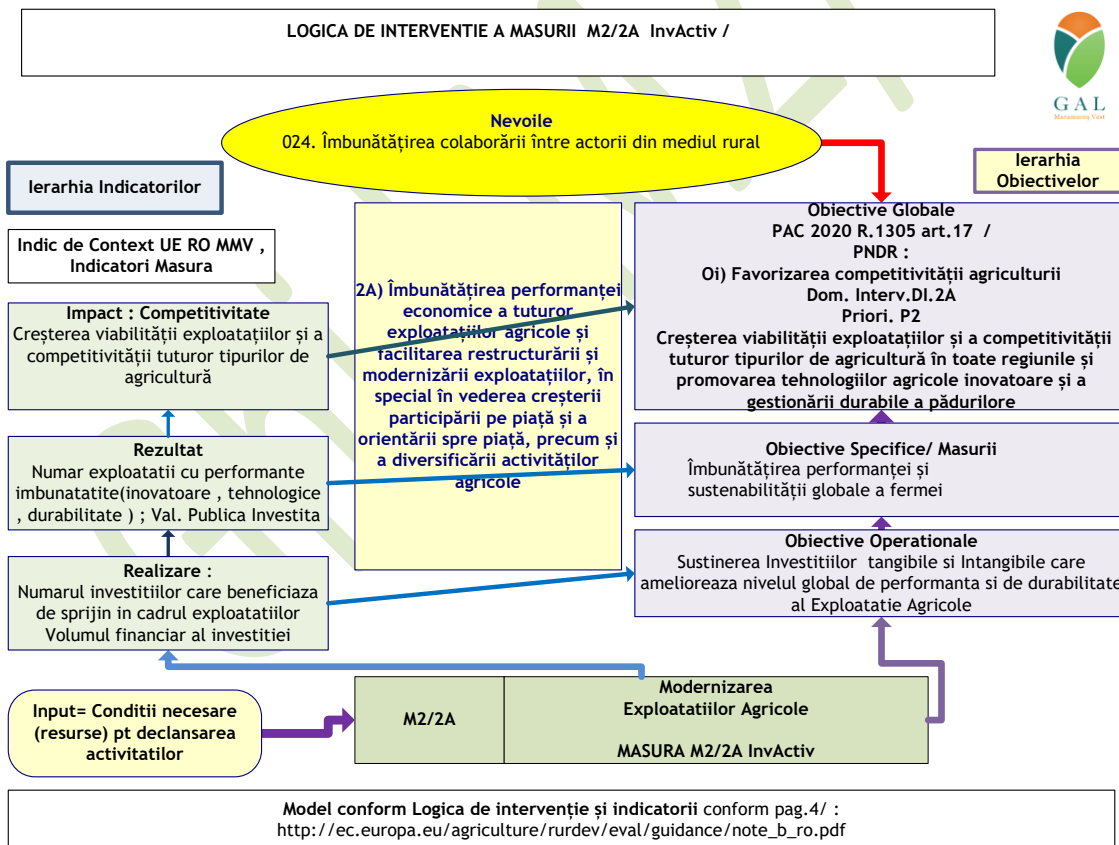 LOGICA DE INTERVENTIE A MASURII M2/2A InvActiv /
GAL
Maramures Vest
Nevoile
024. Îmbunătățirea colaborării între actorii din mediul rural
Ierarhia Indicatorilor
Ierarhia
Obiectivelor
Indic de Context UE RO MMV ,
Indicatori Masura
Impact : Competitivitate
Creșterea viabilității exploatațiilor și a
competitivității tuturor tipurilor de
agricultură
Rezultat
Numar exploatatii cu performante
imbunatatite(inovatoare , tehnologice
, durabilitate ) ; Val. Publica Investita
Realizare :
Numarul investitiilor care beneficiaza
de sprijin in cadrul exploatatiilor
Volumul financiar al investitiei
2A) Îmbunătățirea performanței
economice a tuturor
exploatațiilor agricole și
facilitarea restructurării și
modernizării exploatațiilor, în
special în vederea creșterii
participării pe piață și a
orientării spre piață, precum și
a diversificării activităților
agricole
Obiective Globale
PAC 2020 R.1305 art.17 /
PNDR :
Oi) Favorizarea competitivității agriculturii
Dom. Interv.DI.2A
Priori. P2
Creșterea viabilității exploatațiilor și a competitivității
tuturor tipurilor de agricultură în toate regiunile și
promovarea tehnologiilor agricole inovatoare și a
gestionării durabile a pădurilore
Obiective Specifice/ Masurii
Îmbunătățirea performanței și
sustenabilității globale a fermei
Obiective Operationale
Sustinerea Investitiilor tangibile si Intangibile care
amelioreaza nivelul global de performanta si de durabilitate
al Exploatatie Agricole
Input= Conditii necesare
(resurse) pt declansarea
activitatilor
M2/2A
Modernizarea
Exploatatiilor Agricole
MASURA M2/2A InvActiv
Model conform Logica de intervenție și indicatorii conform pag.4/ :
http://ec.europa.eu/agriculture/rurdev/eval/guidance/note_b_ro.pdf